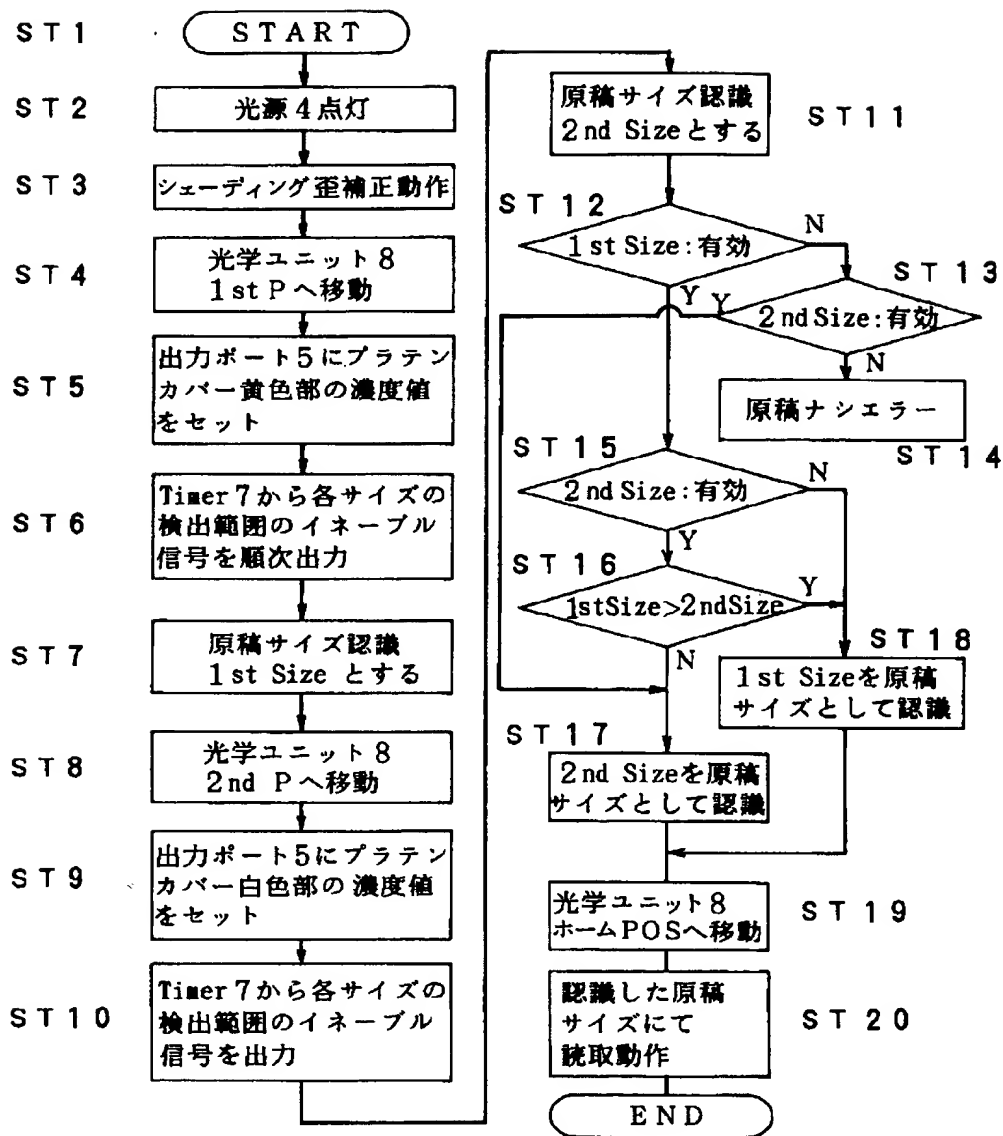 ST1
START
ST2
光源4点灯
ST3
シェーディング歪補正動作
ST4
光学ユニット8
1st Pへ移動
ST5
出力ポート5にプラテン
カバー黄色部の濃度値
をセット
ST6
Timer7から各サイズの
検出範囲のイネーブル
信号を順次出力
ST7
原稿サイズ認識
1st Size とする
ST8
光学ユニット8
2nd Pへ移動
ST9
出力ポート5にプラテン
カバー白色部の濃度値
をセット
ST10
Timer7から各サイズの
検出範囲のイネーブル
信号を出力
原稿サイズ認識
2nd Sizeとする
ST11
ST12
1st Size:有効
N
Y
ST13
2nd Size:有効
Y
N
原稿ナシエラー
ST14
ST15
2nd Size:有効
N
Y
ST16
1stSize>2ndSize
Y
N
ST18
1st Sizeを原稿
サイズとして認識
ST17
2nd Sizeを原稿
サイズとして認識
光学ユニット8
ホームPOSへ移動
ST19
認識した原稿
サイズにて
読取動作
ST20
END